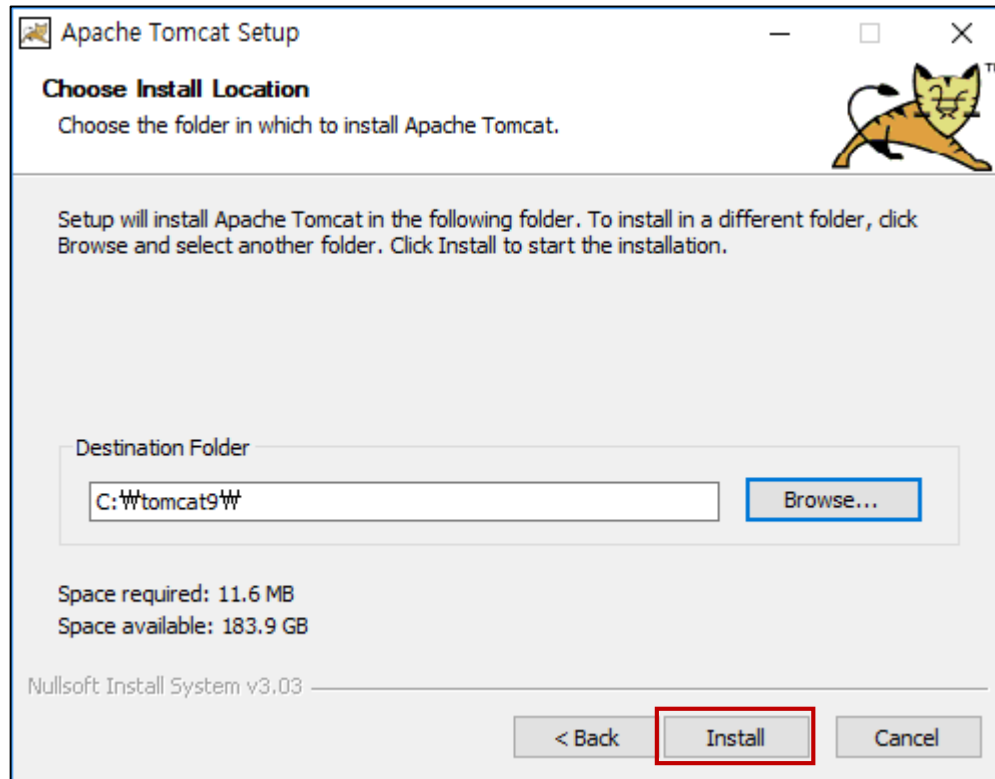 Apache Tomcat Setup
Choose Install Location
Choose the folder in which to install Apache Tomcat.
TM
Setup will install Apache Tomcat in the following folder. To install in a different folder, click
Browse and select another folder. Click Install to start the installation.
Destination Folder
C:₩tomcat9₩
Browse...
Space required: 11.6 MB
Space available: 183.9 GB
Nullsoft Install System v3.03
< Back
Install
Cancel